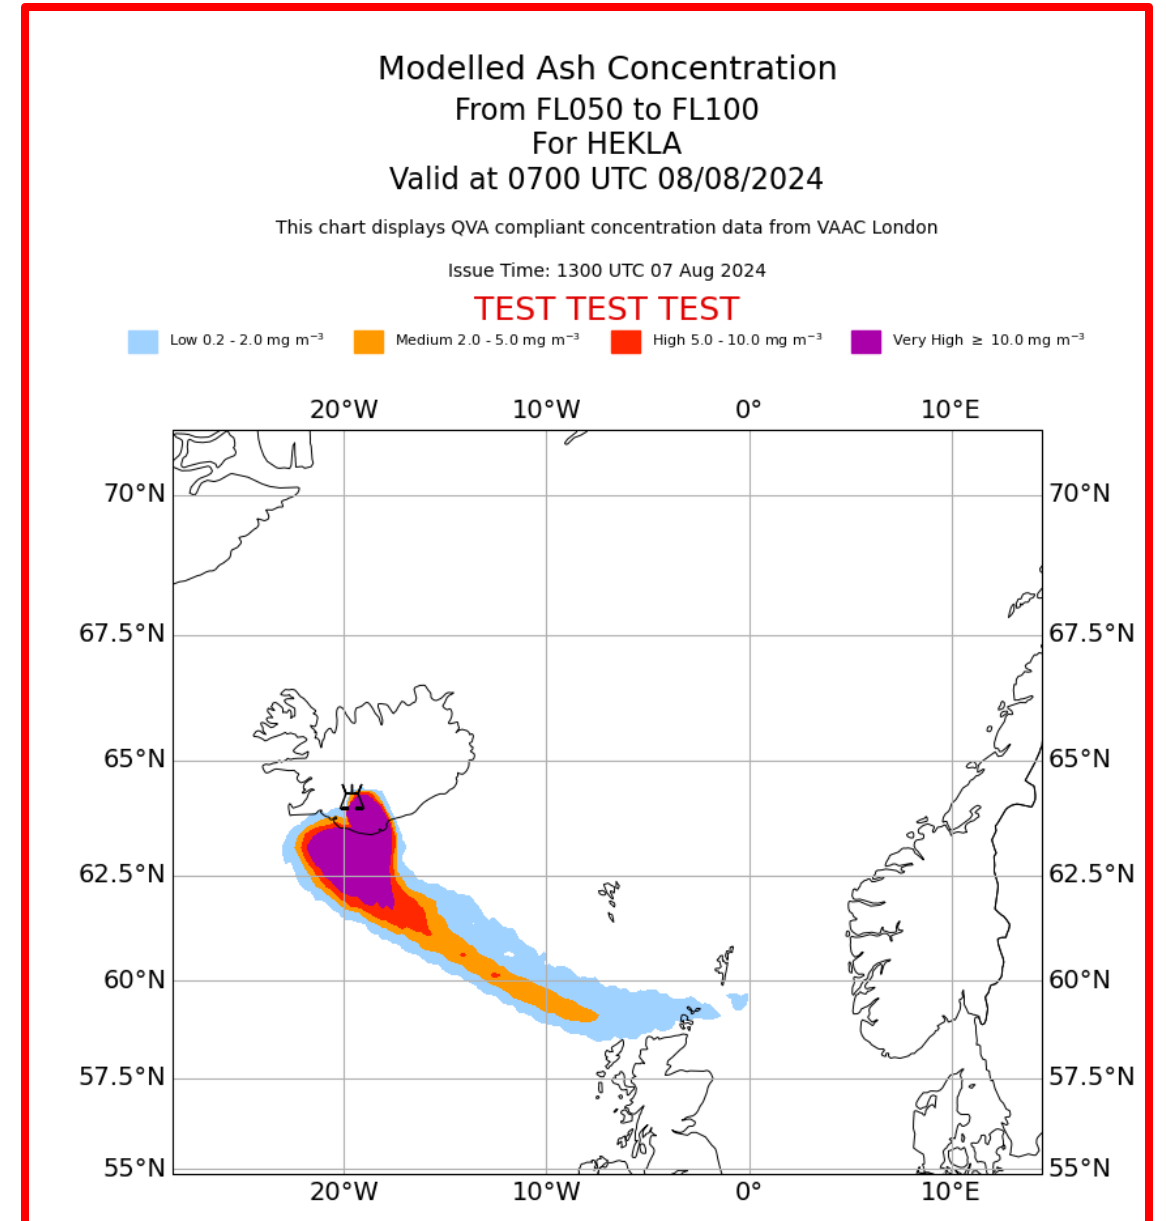 Modelled Ash Concentration
From FL050 to FL100
For HEKLA
Valid at 0700 UTC 08/08/2024
This chart displays QVA compliant concentration data from VAAC London
Issue Time: 1300 UTC 07 Aug 2024
TEST TEST TEST
Low 0.2 - 2.0 mg m⁻³ Medium 2.0 - 5.0 mg m⁻³ High 5.0 - 10.0 mg m⁻³ Very High ≥ 10.0 mg m⁻³
20°W 10°W 0° 10°E
70°N 70°N
67.5°N 67.5°N
65°N 65°N
62.5°N 62.5°N
60°N 60°N
57.5°N 57.5°N
55°N 55°N
20°W 10°W 0° 10°E